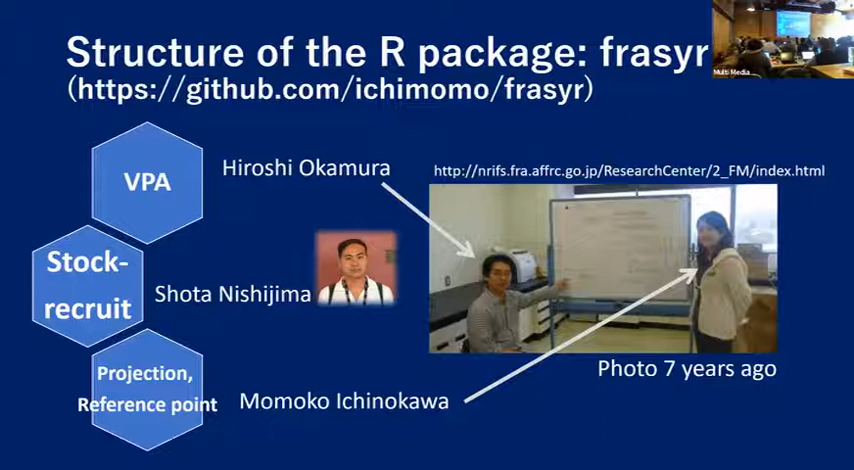 Structure of the R package: frasyr
(https://github.com/ichimomo/frasyr)
Multi Media
VPA
Hiroshi Okamura
http://nrifs.fra.affrc.go.jp/ResearchCenter/2_FM/index.html
Stock-
recruit
Shota Nishijima
Photo 7 years ago
Projection,
Reference point
Momoko Ichinokawa